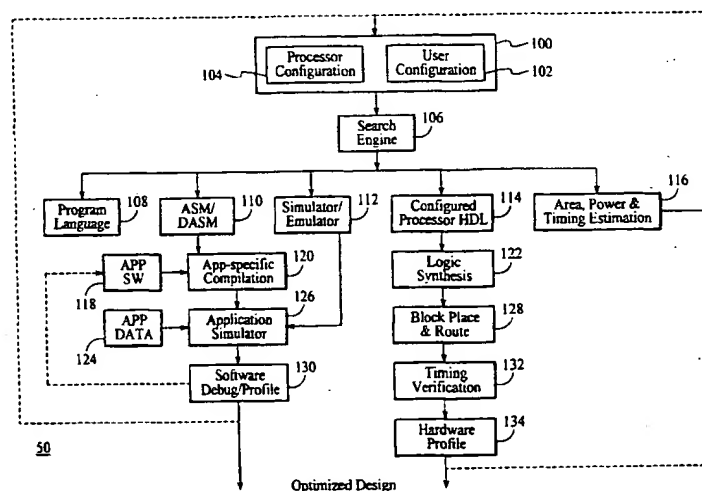 100
Processor
Configuration
User
Configuration
104
102
Search
Engine
106
Program
Language
108
ASM/
DASM
110
Simulator/
Emulator
112
Configured
Processor HDL
114
Area, Power &
Timing Estimation
116
APP
SW
118
App-specific
Compilation
120
Logic
Synthesis
122
APP
DATA
124
Application
Simulator
126
Block Place
& Route
128
Software
Debug/Profile
130
Timing
Verification
132
Hardware
Profile
134
50
Optimized Design